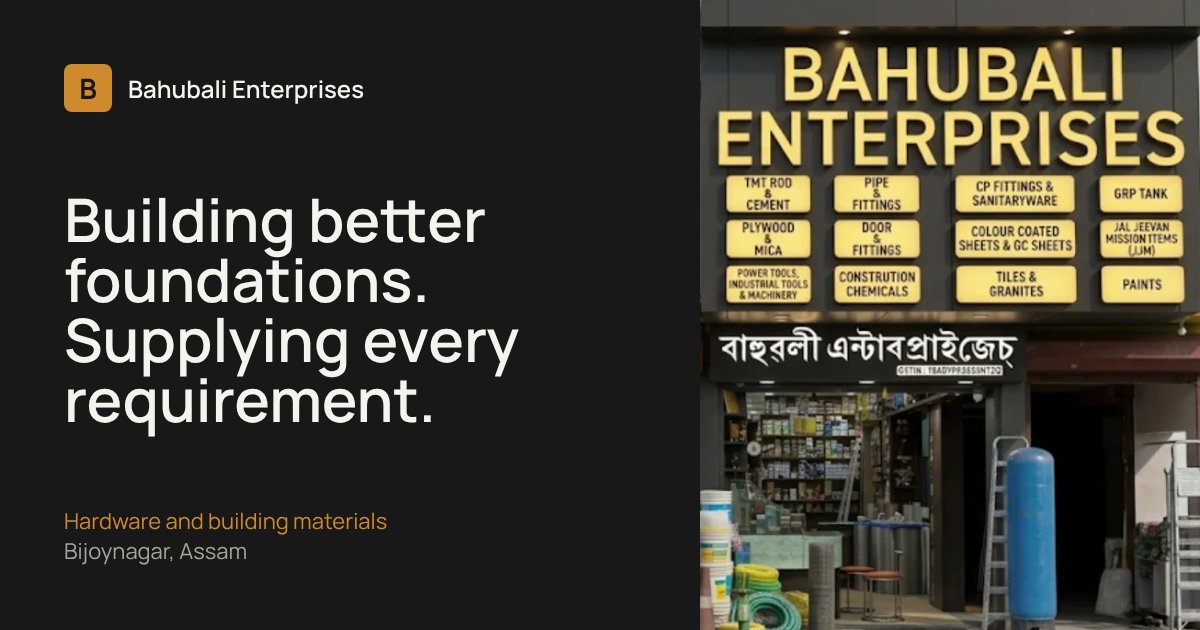 B
Bahubali Enterprises
Building better
foundations.
Supplying every
requirement.
Hardware and building materials
Bijoynagar, Assam
BAHUBALI
ENTERPRISES
TMT ROD
&
CEMENT
PIPE
&
FITTINGS
CP FITTINGS &
SANITARYWARE
GRP TANK
PLYWOOD
&
MICA
DOOR
&
FITTINGS
COLOUR COATED
SHEETS & GC SHEETS
JAL JEEVAN
MISSION ITEMS
(JJM)
POWER TOOLS,
INDUSTRIAL TOOLS
& MACHINERY
CONSTRUTION
CHEMICALS
TILES &
GRANITES
PAINTS
বাহুৱলী এন্টাৰপ্ৰাইজেচ্
GSTIN :